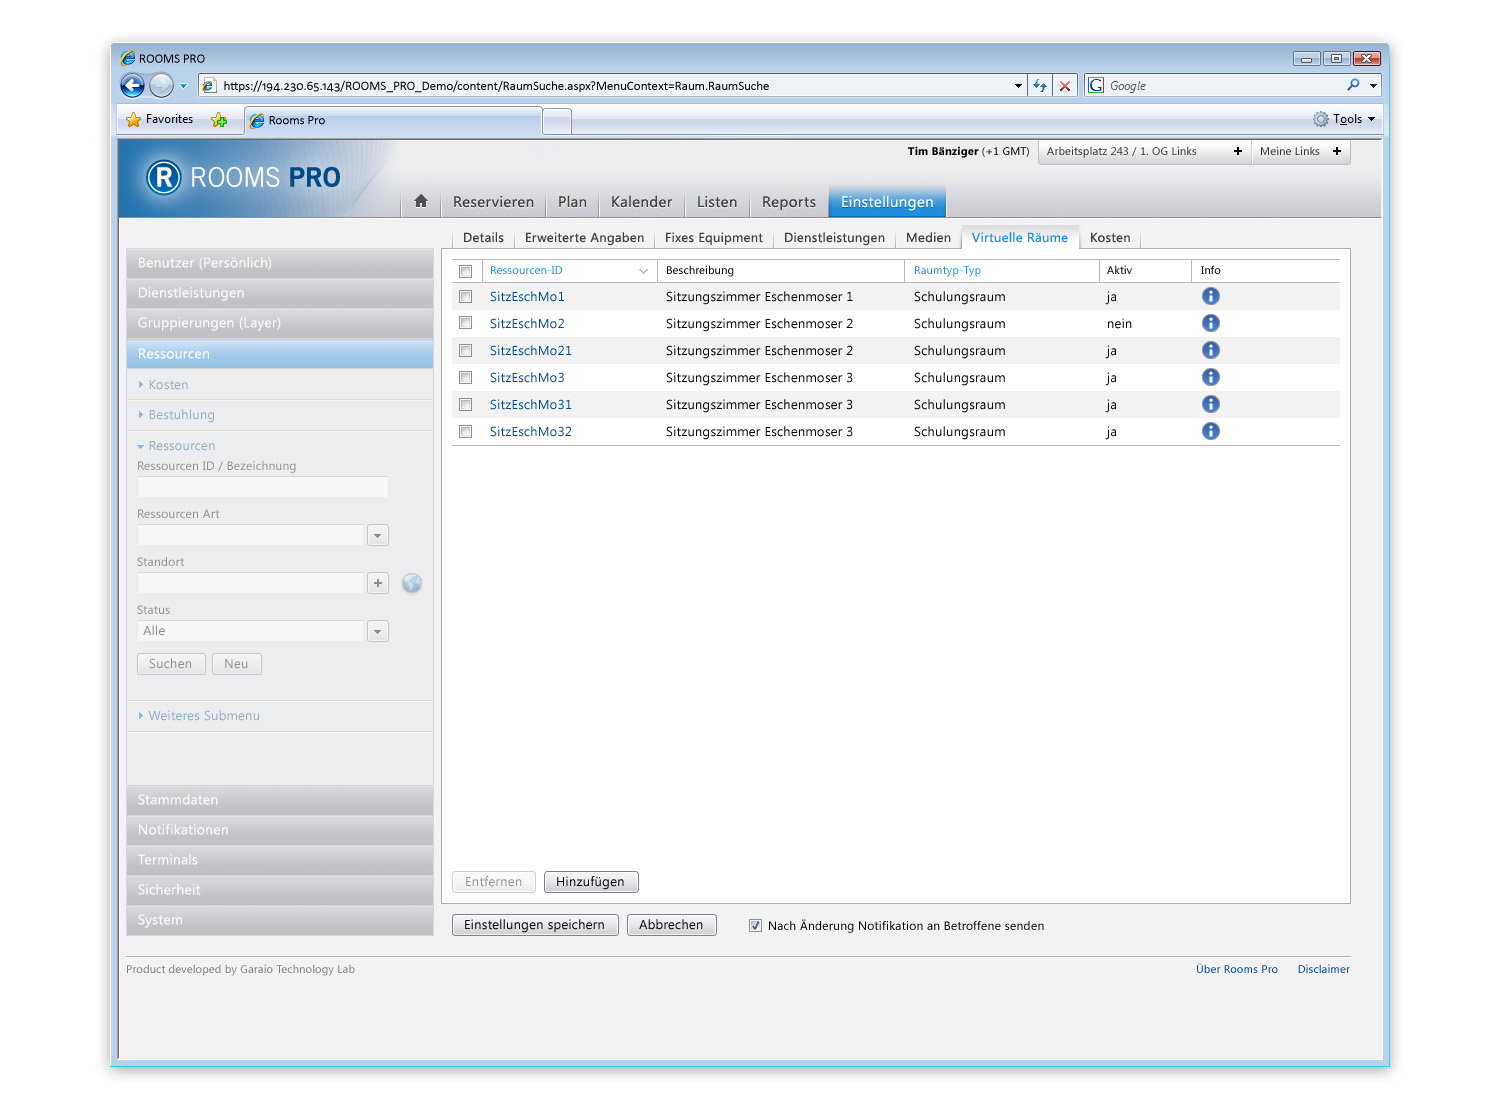 ROOMS PRO
https://194.230.65.143/ROOMS_PRO_Demo/content/RaumSuche.aspx?MenuContext=Raum.RaumSuche
G Google
Favorites
Rooms Pro
Tools
Tim Bänziger (+1 GMT)
Arbeitsplatz 243 / 1. OG Links +
Meine Links +
R ROOMS PRO
Reservieren Plan Kalender Listen Reports Einstellungen
Details Erweiterte Angaben Fixes Equipment Dienstleistungen Medien Virtuelle Räume Kosten
Benutzer (Persönlich)
Dienstleistungen
Gruppierungen (Layer)
Ressourcen
Kosten
Bestuhlung
Ressourcen
Ressourcen ID / Bezeichnung
Ressourcen Art
Standort
+
Status
Alle
Suchen Neu
Weiteres Submenu
Stammdaten
Notifikationen
Terminals
Sicherheit
System
Ressourcen-ID Beschreibung Raumtyp-Typ Aktiv Info
SitzEschMo1 Sitzungszimmer Eschenmoser 1 Schulungsraum ja i
SitzEschMo2 Sitzungszimmer Eschenmoser 2 Schulungsraum nein i
SitzEschMo21 Sitzungszimmer Eschenmoser 2 Schulungsraum ja i
SitzEschMo3 Sitzungszimmer Eschenmoser 3 Schulungsraum ja i
SitzEschMo31 Sitzungszimmer Eschenmoser 3 Schulungsraum ja i
SitzEschMo32 Sitzungszimmer Eschenmoser 3 Schulungsraum ja i
Entfernen Hinzufügen
Einstellungen speichern Abbrechen Nach Änderung Notifikation an Betroffene senden
Product developed by Garaio Technology Lab
Über Rooms Pro Disclaimer